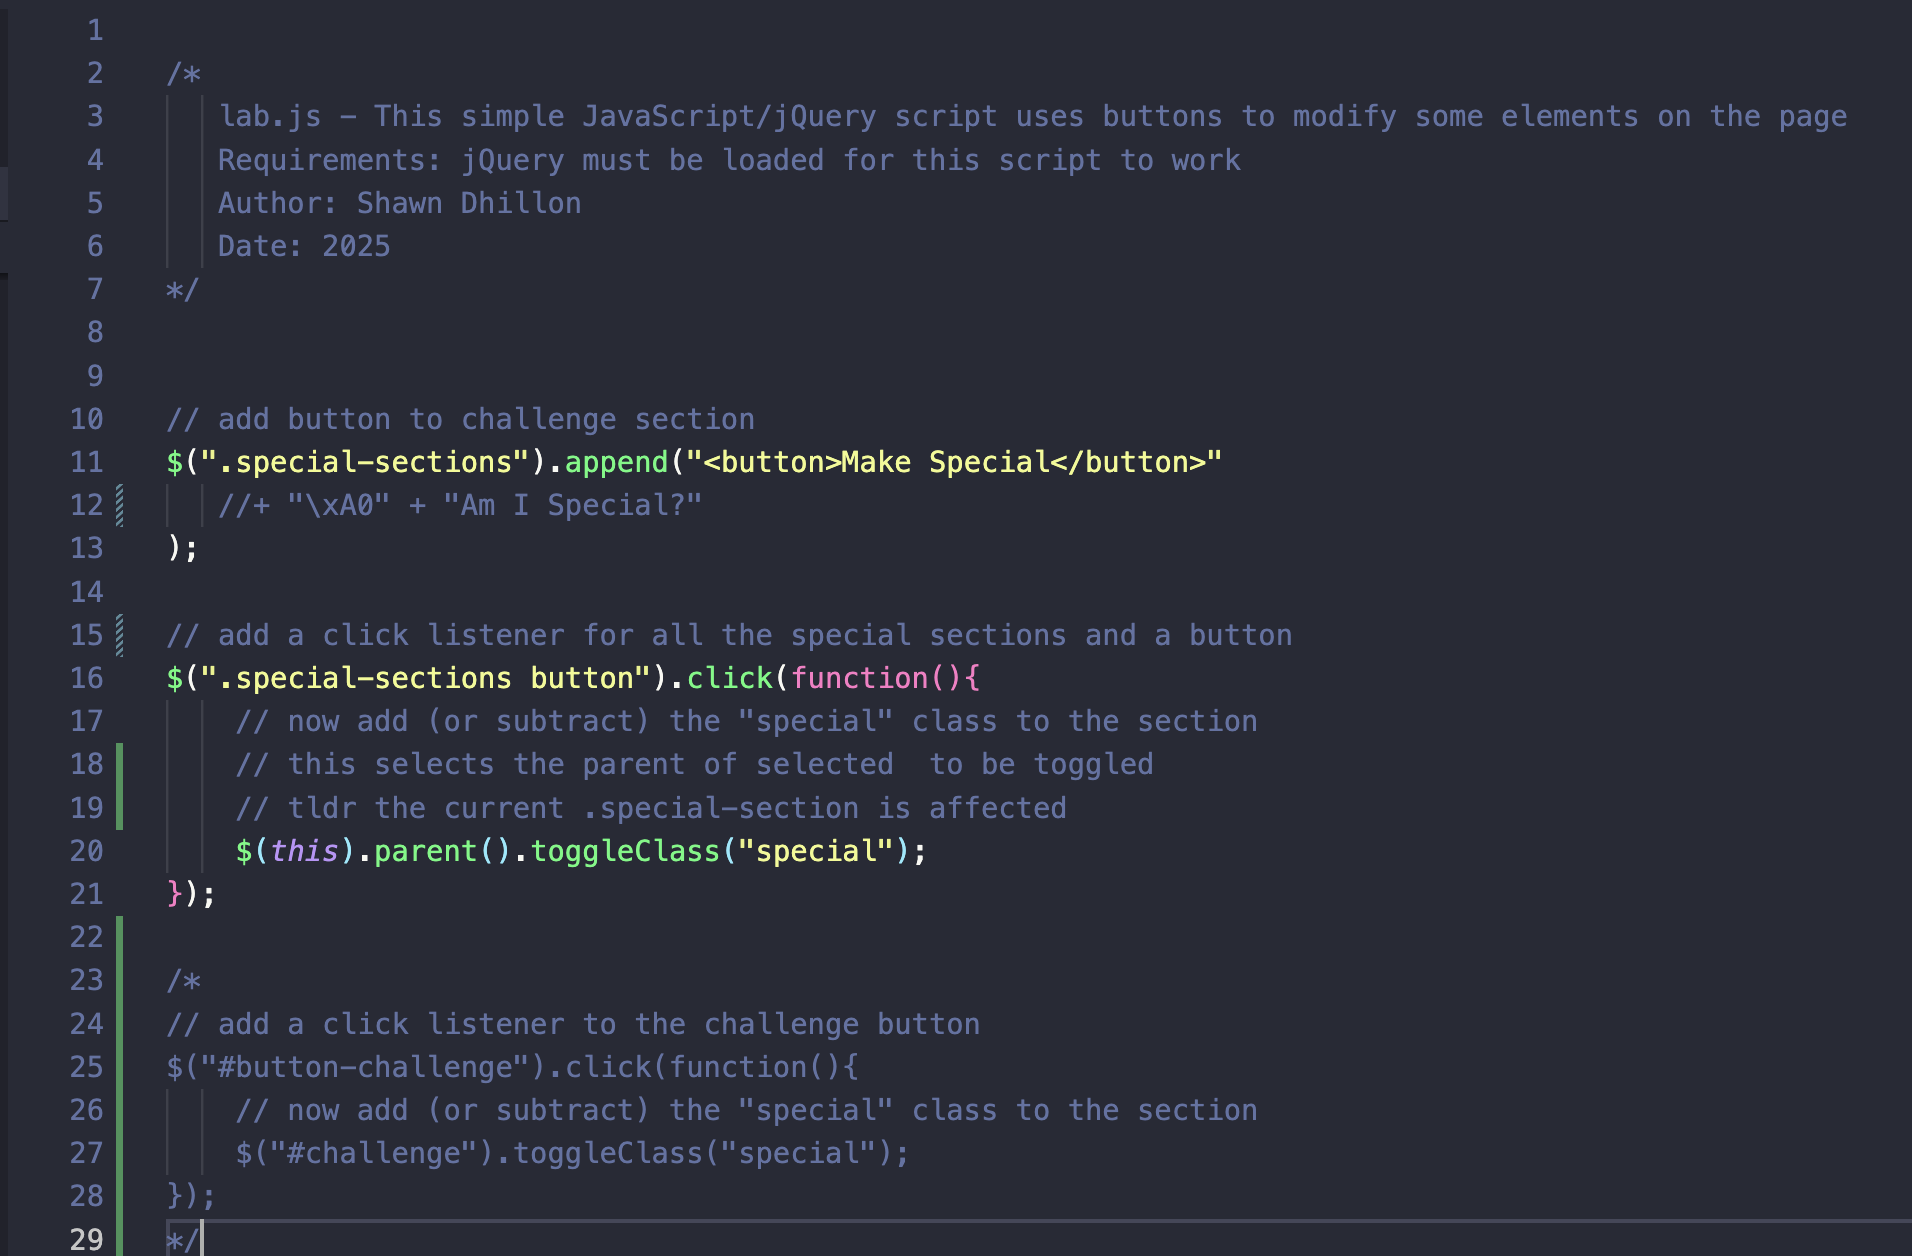 1
2 /*
3 lab.js - This simple JavaScript/jQuery script uses buttons to modify some elements on the page
4 Requirements: jQuery must be loaded for this script to work
5 Author: Shawn Dhillon
6 Date: 2025
7 */
8
9
10 // add button to challenge section
11 $(".special-sections").append("<button>Make Special</button>"
12 //+ "\xA0" + "Am I Special?"
13 );
14
15 // add a click listener for all the special sections and a button
16 $(".special-sections button").click(function(){
17 // now add (or subtract) the "special" class to the section
18 // this selects the parent of selected  to be toggled
19 // tldr the current .special-section is affected
20 $(this).parent().toggleClass("special");
21 });
22
23 /*
24 // add a click listener to the challenge button
25 $("#button-challenge").click(function(){
26 // now add (or subtract) the "special" class to the section
27 $("#challenge").toggleClass("special");
28 });
29 */